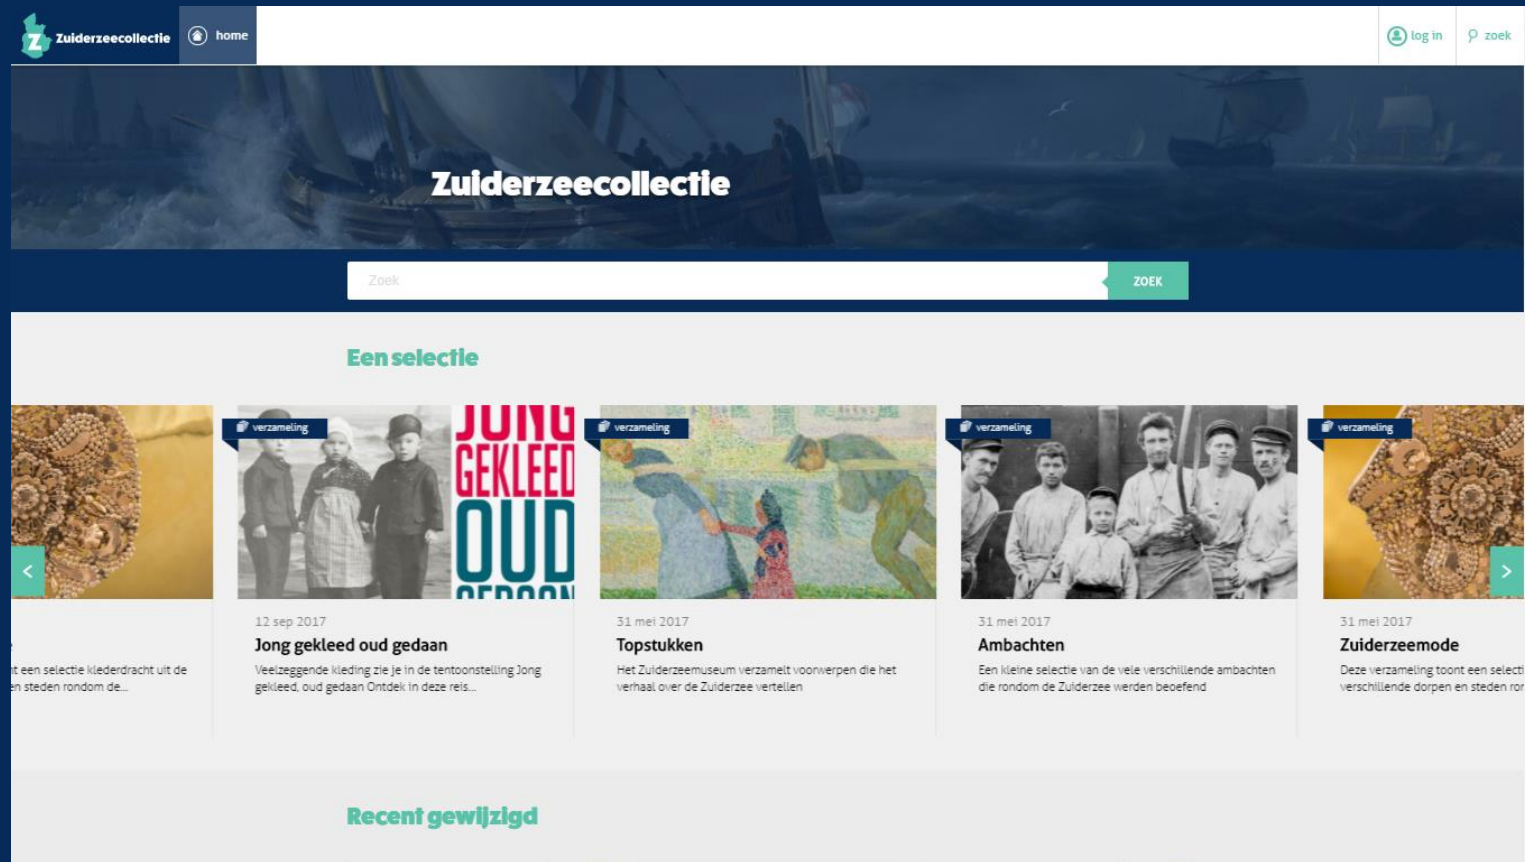 Zuiderzeecollectie
home
log in
zoek
Zuiderzeecollectie
Zoek
ZOEK
Een selectie
een selectie klederdracht uit de
steden rondom de...
verzameling
JONG
GEKLEED
OUD
GEDAAN
12 sep 2017
Jong gekleed oud gedaan
Veelzeggende kleding zie je in de tentoonstelling Jong
gekleed, oud gedaan Ontdek in deze reis...
verzameling
31 mei 2017
Topstukken
Het Zuiderzeemuseum verzamelt voorwerpen die het
verhaal over de Zuiderzee vertellen
verzameling
31 mei 2017
Ambachten
Een kleine selectie van de vele verschillende ambachten
die rondom de Zuiderzee werden beoefend
verzameling
31 mei 2017
Zuiderzeemode
Deze verzameling toont een selecti
verschillende dorpen en steden ror
Recent gewijzigd